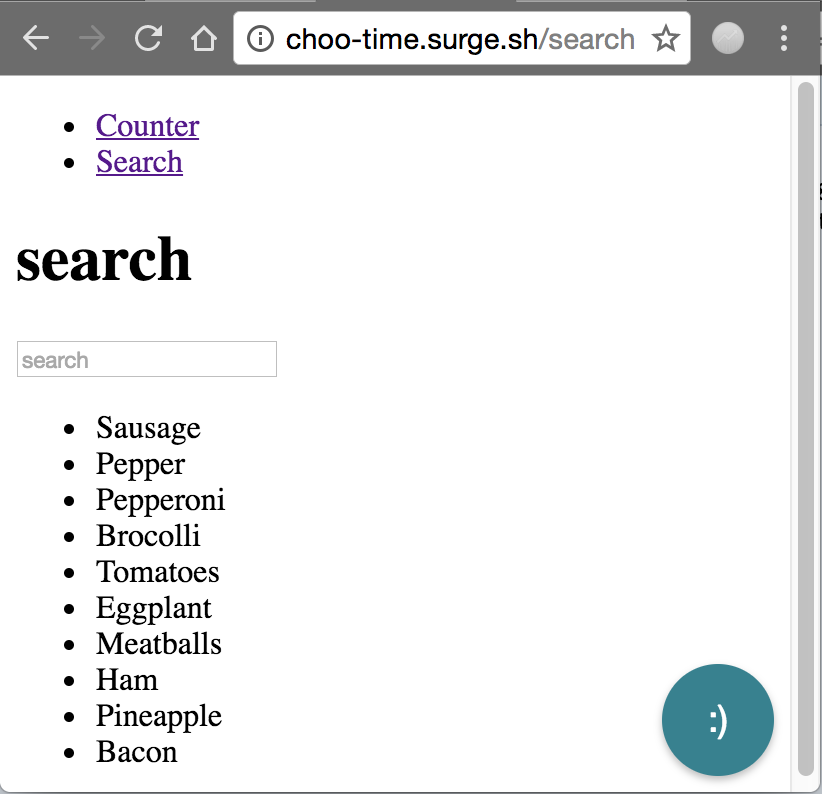 choo-time.surge.sh/search
Counter
Search
search
search
Sausage
Pepper
Pepperoni
Brocolli
Tomatoes
Eggplant
Meatballs
Ham
Pineapple
Bacon
:)